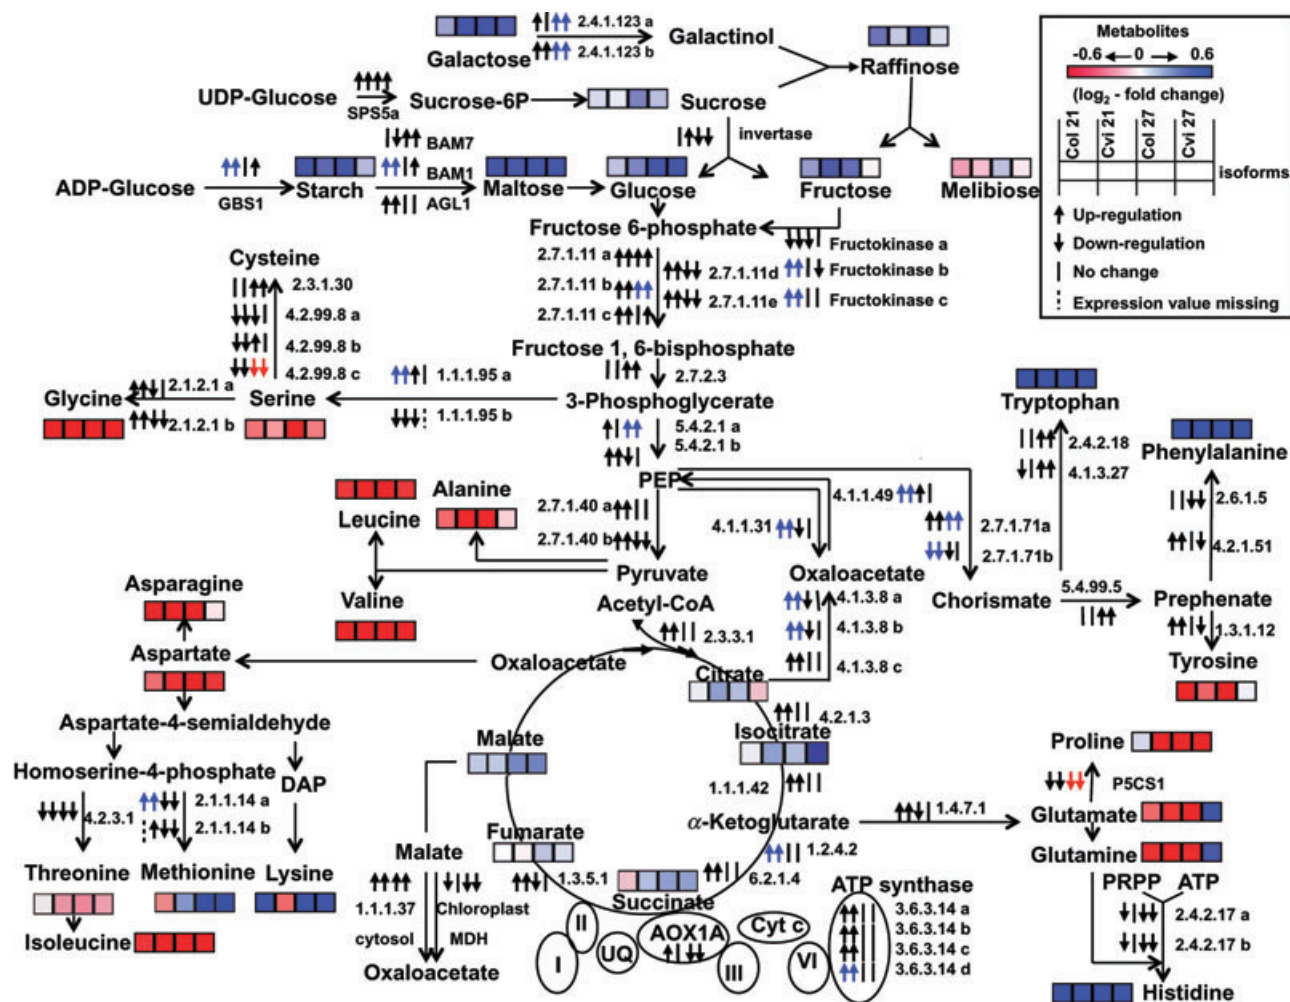 Galactose
2.4.1.123 a
2.4.1.123 b
Galactinol
Raffinose
UDP-Glucose
SPS5a
Sucrose-6P
Sucrose
invertase
BAM7
ADP-Glucose
GBS1
Starch
BAM1
AGL1
Maltose
Glucose
Fructose
Melibiose
Metabolites
-0.6
0
0.6
(log2 - fold change)
Col 21
Cvi 21
Col 27
Cvi 27
isoforms
Up-regulation
Down-regulation
No change
Expression value missing
Fructose 6-phosphate
Fructokinase a
Fructokinase b
Fructokinase c
2.7.1.11 a
2.7.1.11 b
2.7.1.11 c
2.7.1.11d
2.7.1.11e
Cysteine
2.3.1.30
4.2.99.8 a
4.2.99.8 b
4.2.99.8 c
Fructose 1, 6-bisphosphate
2.7.2.3
Glycine
2.1.2.1 a
2.1.2.1 b
Serine
1.1.1.95 a
1.1.1.95 b
3-Phosphoglycerate
5.4.2.1 a
5.4.2.1 b
PEP
Tryptophan
2.4.2.18
4.1.3.27
Phenylalanine
2.6.1.5
4.2.1.51
Leucine
Alanine
2.7.1.40 a
2.7.1.40 b
4.1.1.31
4.1.1.49
2.7.1.71a
2.7.1.71b
Valine
Pyruvate
Oxaloacetate
Chorismate
5.4.99.5
Prephenate
1.3.1.12
Tyrosine
Asparagine
Aspartate
Acetyl-CoA
2.3.3.1
4.1.3.8 a
4.1.3.8 b
4.1.3.8 c
Oxaloacetate
Citrate
4.2.1.3
Isocitrate
1.1.1.42
Aspartate-4-semialdehyde
Homoserine-4-phosphate
DAP
4.2.3.1
2.1.1.14 a
2.1.1.14 b
Threonine
Methionine
Lysine
Isoleucine
Malate
Fumarate
Malate
1.1.1.37
cytosol
Chloroplast
MDH
Oxaloacetate
1.3.5.1
Succinate
6.2.1.4
1.2.4.2
α-Ketoglutarate
1.4.7.1
Proline
P5CS1
Glutamate
Glutamine
PRPP
ATP
2.4.2.17 a
2.4.2.17 b
Histidine
I
II
UQ
AOX1A
III
Cyt c
VI
ATP synthase
3.6.3.14 a
3.6.3.14 b
3.6.3.14 c
3.6.3.14 d